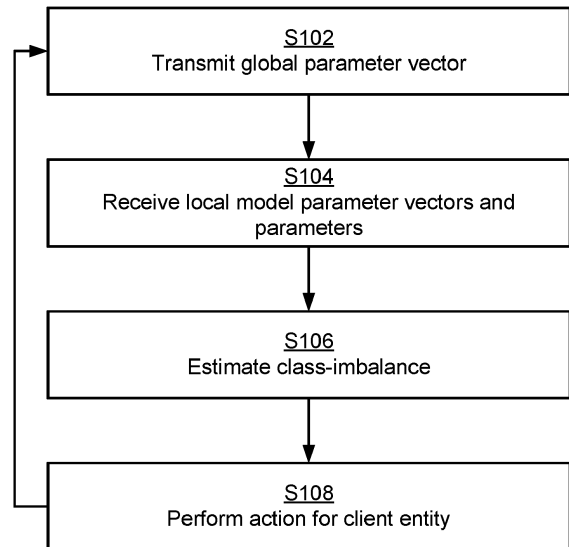 S102
Transmit global parameter vector
S104
Receive local model parameter vectors and
parameters
S106
Estimate class-imbalance
S108
Perform action for client entity